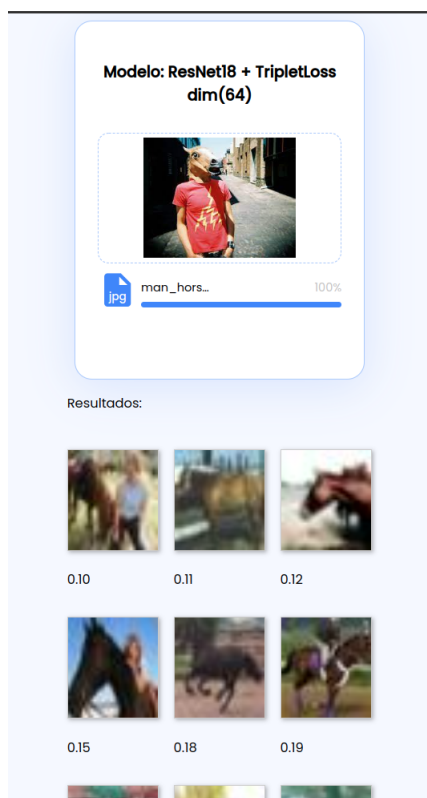 Modelo: ResNet18 + TripletLoss
dim(64)
jpg
man_hors...
100%
Resultados:
0.10
0.11
0.12
0.15
0.18
0.19